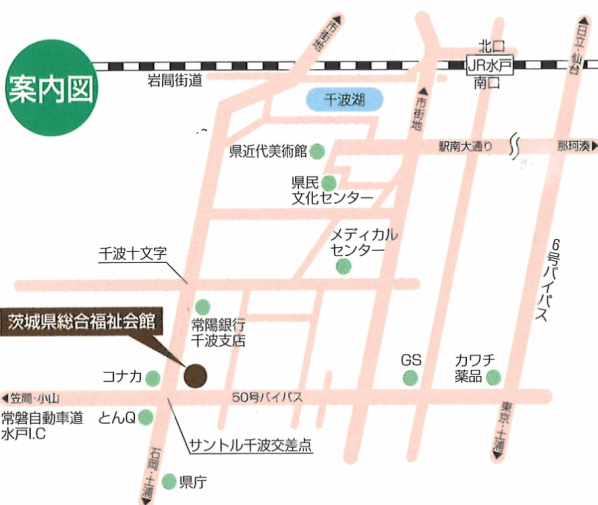 案内図
市街地
北口
JR水戸
南口
日立・仙台
岩間街道
千波湖
市街地
県近代美術館
駅南大通り
那珂湊
県民
文化センター
メディカル
センター
千波十文字
6号バイパス
茨城県総合福祉会館
常陽銀行
千波支店
コナカ
GS
カワチ
薬品
笠間・小山
50号バイパス
常磐自動車道
水戸I.C
とんQ
サントル千波交差点
東京・土浦
石岡・土浦
県庁